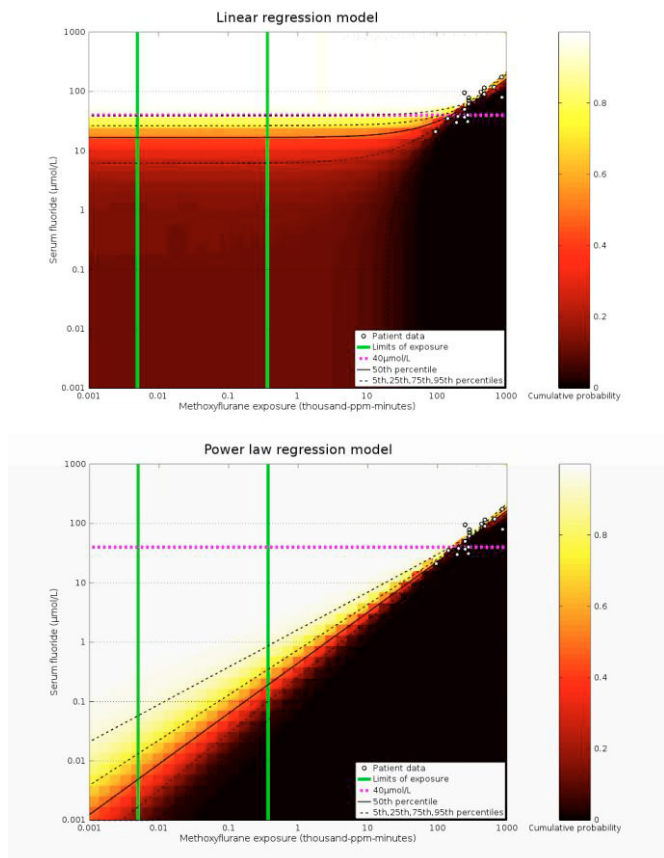 Linear regression model
1000
100
10
1
0.1
0.01
0.001
Serum fluoride (µmol/L)
0.001
0.01
0.1
1
10
100
1000
Methoxyflurane exposure (thousand-ppm-minutes)
Patient data
Limits of exposure
40µmol/L
50th percentile
5th,25th,75th,95th percentiles
0.8
0.6
0.4
0.2
0
Cumulative probability
Power law regression model
1000
100
10
1
0.1
0.01
0.001
Serum fluoride (µmol/L)
0.001
0.01
0.1
1
10
100
1000
Methoxyflurane exposure (thousand-ppm-minutes)
Patient data
Limits of exposure
40µmol/L
50th percentile
5th,25th,75th,95th percentiles
0.8
0.6
0.4
0.2
0
Cumulative probability